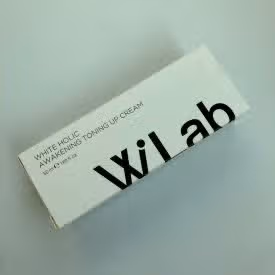 WHITE HOLIC
AWAKENING TONING UP CREAM
WiLab